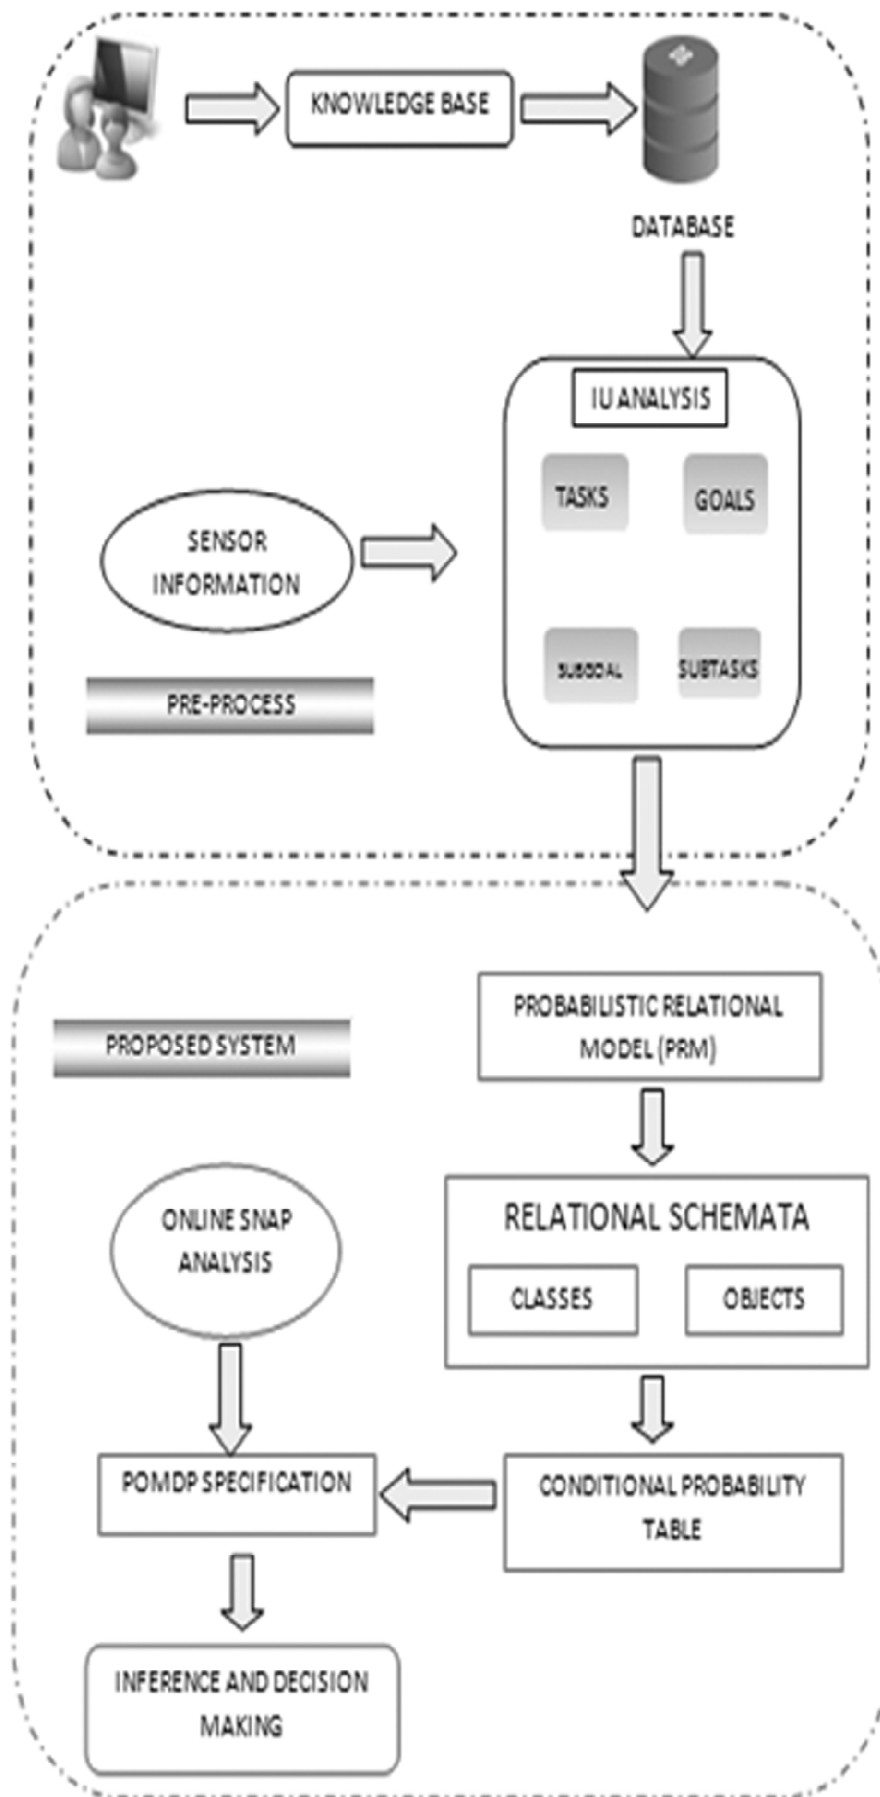 KNOWLEDGE BASE
DATABASE
IU ANALYSIS
TASKS
GOALS
SENSOR
INFORMATION
SUBGOAL
SUBTASKS
PRE-PROCESS
PROBABILISTIC RELATIONAL
MODEL (PRM)
PROPOSED SYSTEM
RELATIONAL SCHEMATA
ONLINE SNAP
ANALYSIS
CLASSES
OBJECTS
POMDP SPECIFICATION
CONDITIONAL PROBABILITY
TABLE
INFERENCE AND DECISION
MAKING